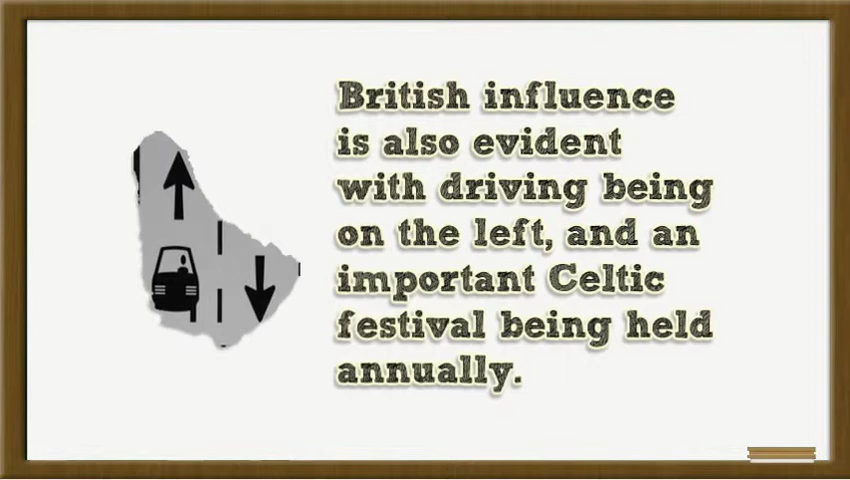 British influence
is also evident
with driving being
on the left, and an
important Celtic
festival being held
annually.